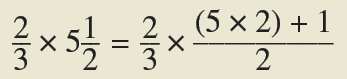 2/3 × 5 1/2 = 2/3 × ((5 × 2) + 1)/2